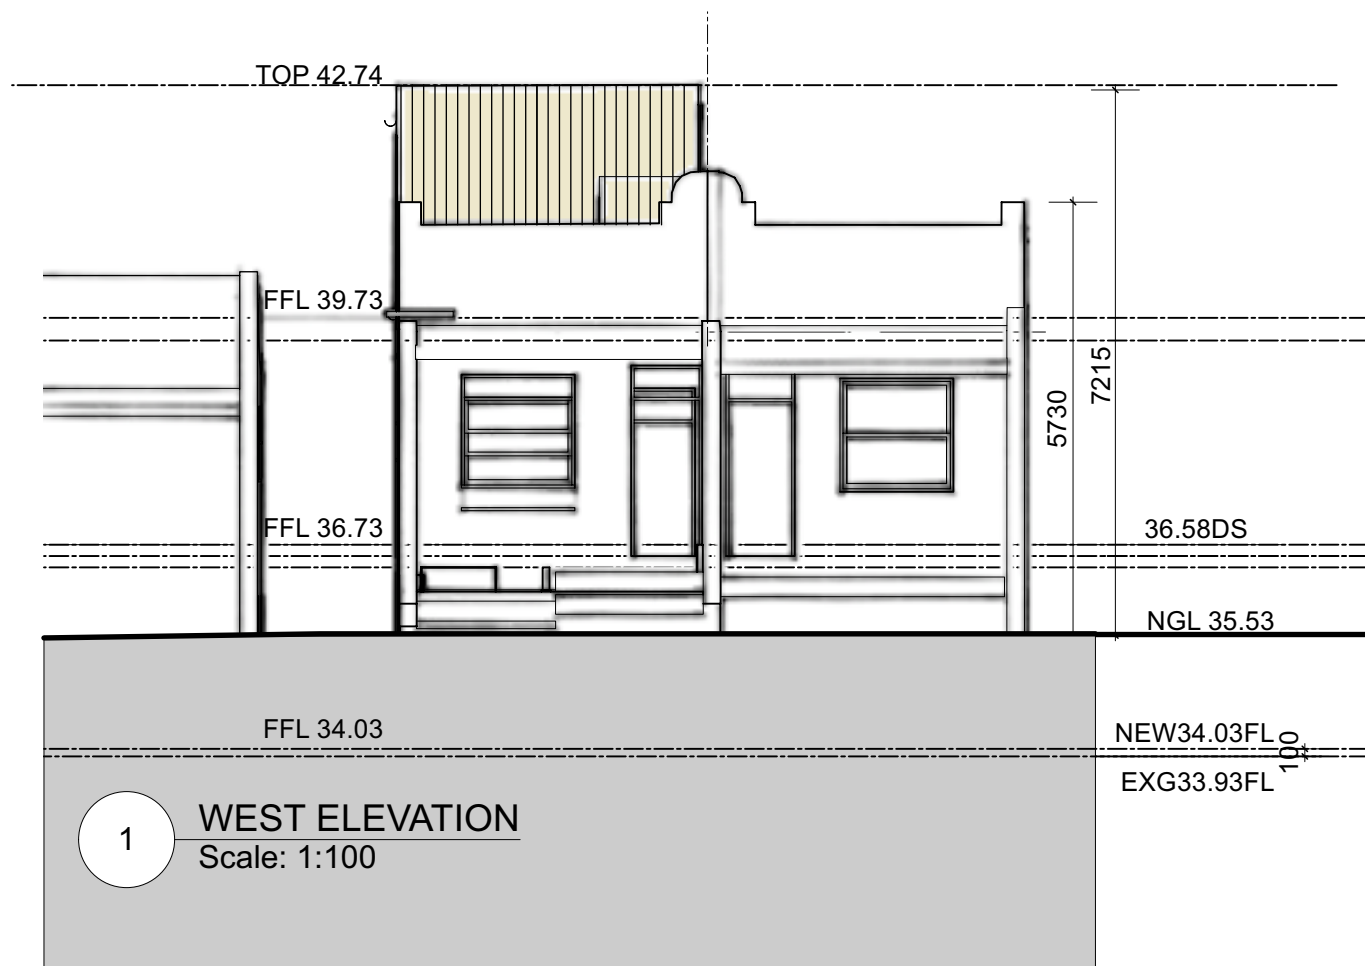 TOP 42.74
FFL 39.73
7215
5730
FFL 36.73
36.58DS
NGL 35.53
FFL 34.03
NEW34.03FL
100
EXG33.93FL
1
WEST ELEVATION
Scale: 1:100